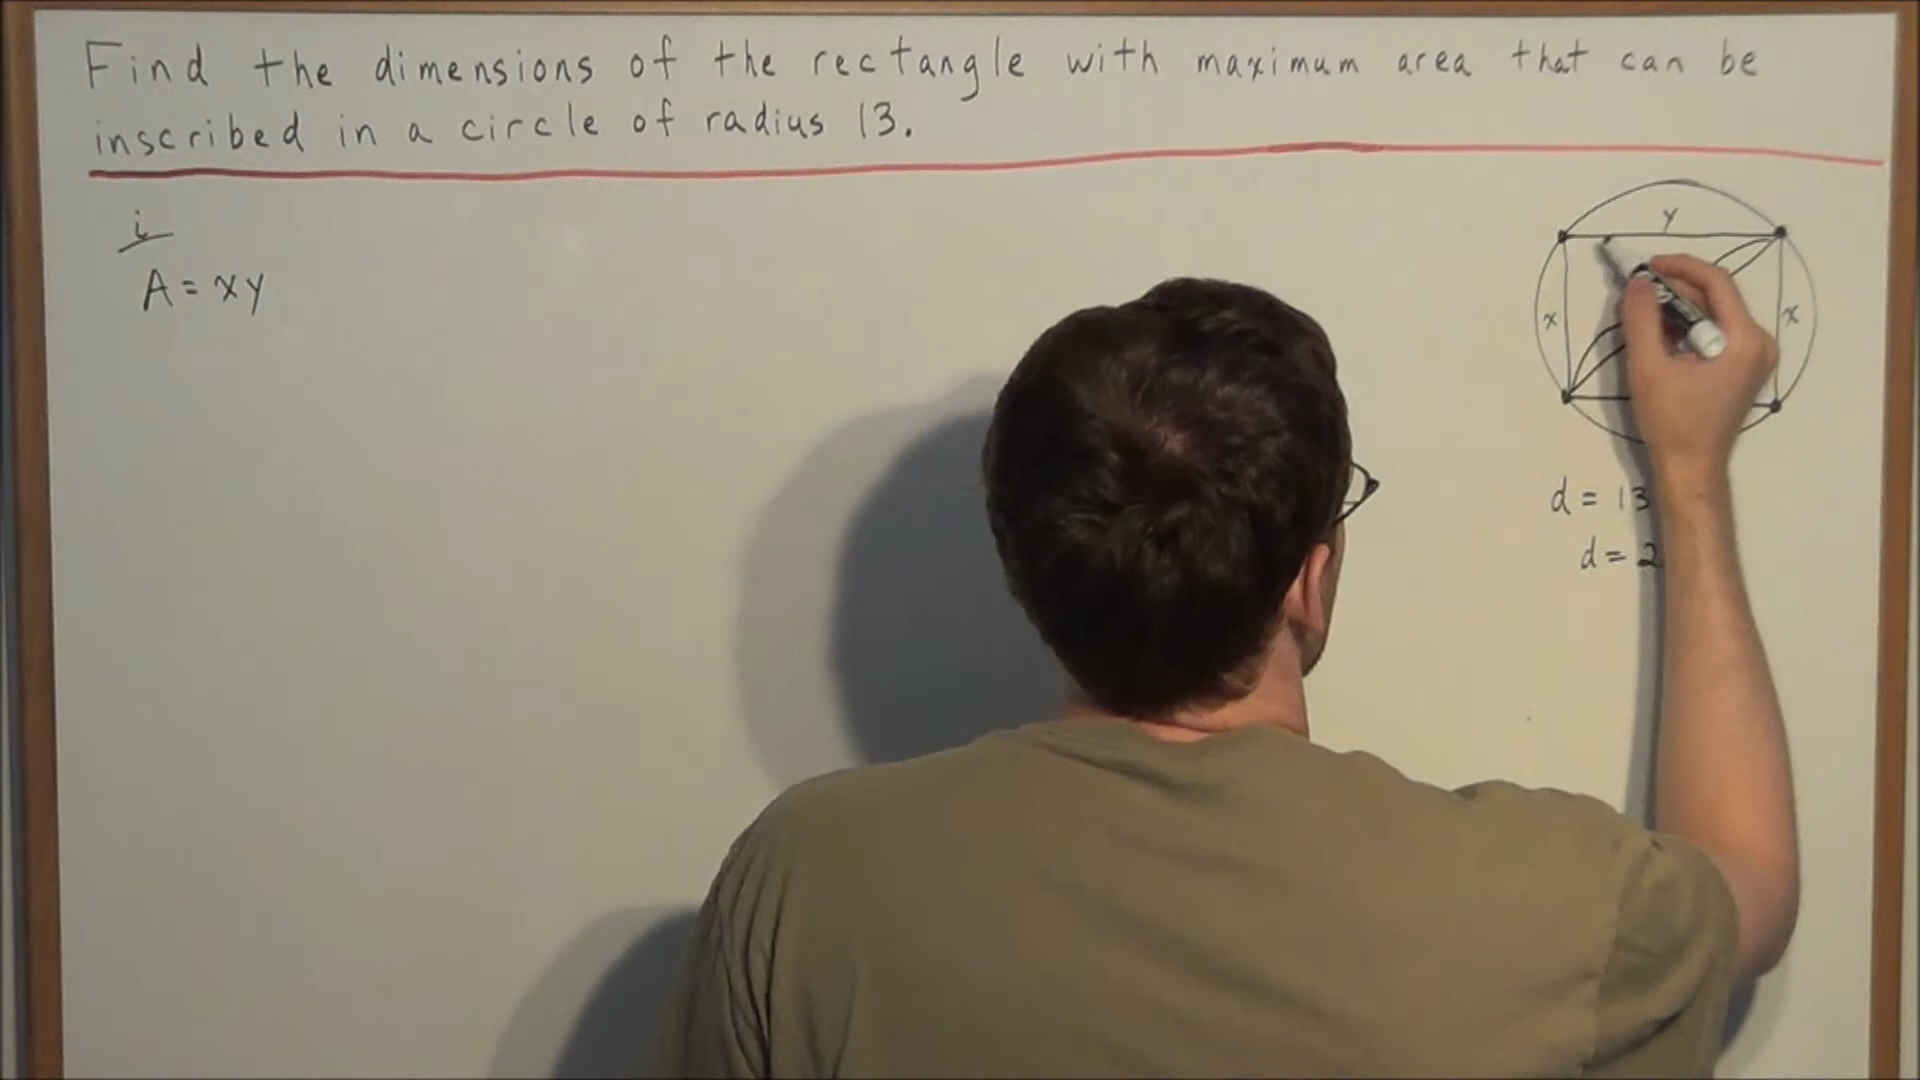 Find the dimensions of the rectangle with maximum area that can be
inscribed in a circle of radius 13.
i
A = xy
y
x
x
d = 13
d = 2